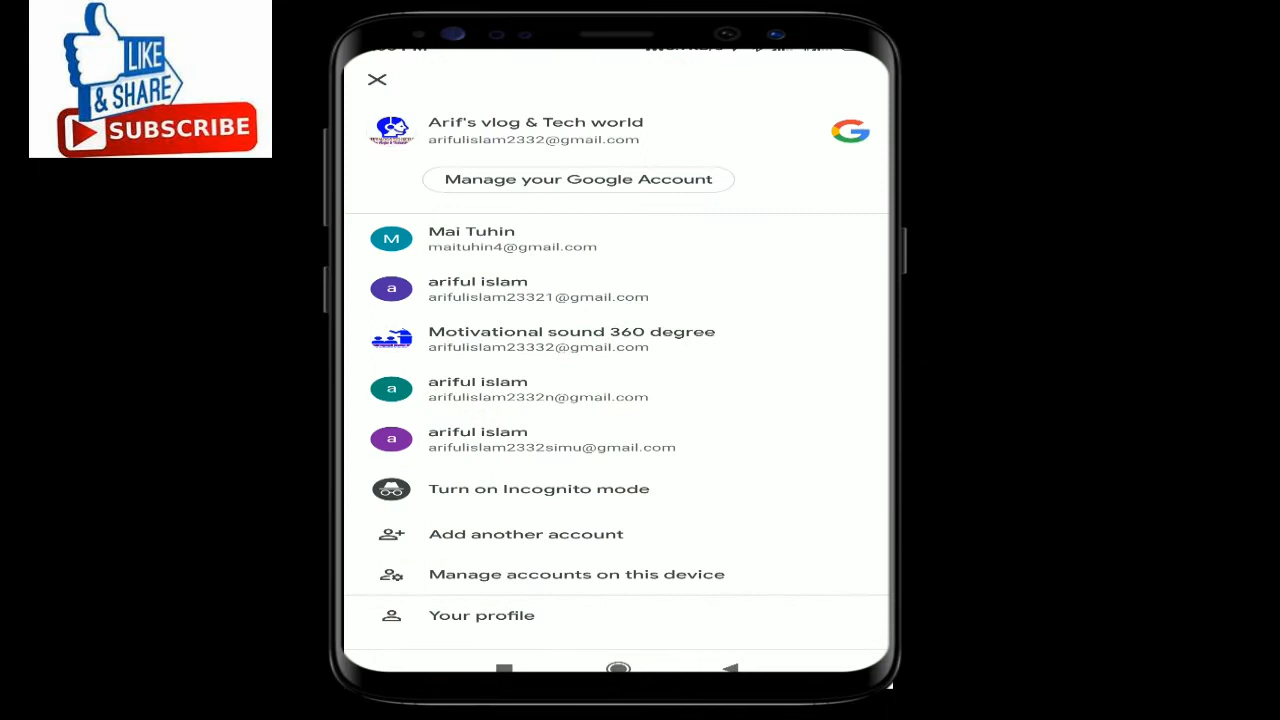 LIKE
& SHARE
SUBSCRIBE
Arif's vlog & Tech world
arifulislam2332@gmail.com
Manage your Google Account
M
Mai Tuhin
maituhin4@gmail.com
a
ariful islam
arifulislam23321@gmail.com
Motivational sound 360 degree
arifulislam23332@gmail.com
a
ariful islam
arifulislam2332n@gmail.com
a
ariful islam
arifulislam2332simu@gmail.com
Turn on Incognito mode
Add another account
Manage accounts on this device
Your profile